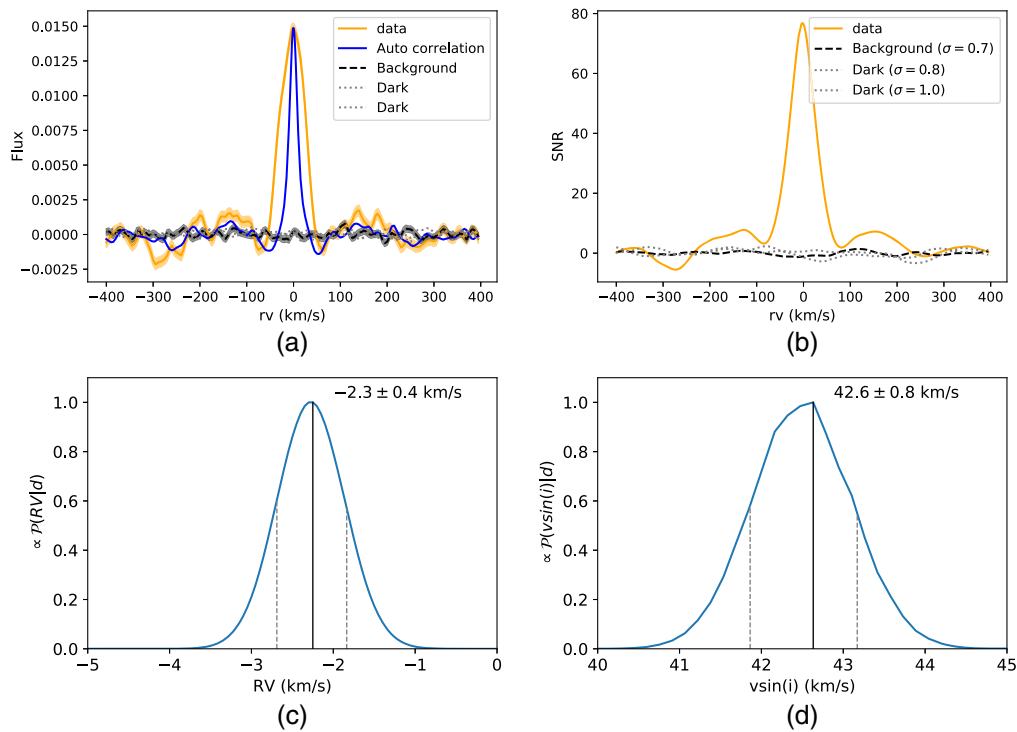 0.0150
0.0125
0.0100
0.0075
0.0050
0.0025
0.0000
−0.0025
Flux
data
Auto correlation
Background
Dark
Dark
−400 −300 −200 −100 0 100 200 300 400
rv (km/s)
(a)
80
60
40
20
0
SNR
data
Background (σ = 0.7)
Dark (σ = 0.8)
Dark (σ = 1.0)
−400 −300 −200 −100 0 100 200 300 400
rv (km/s)
(b)
−2.3 ± 0.4 km/s
1.0
0.8
0.6
0.4
0.2
0.0
∝ 𝒫(RV|d)
−5 −4 −3 −2 −1 0
RV (km/s)
(c)
42.6 ± 0.8 km/s
1.0
0.8
0.6
0.4
0.2
0.0
∝ 𝒫(vsin(i)|d)
40 41 42 43 44 45
vsin(i) (km/s)
(d)